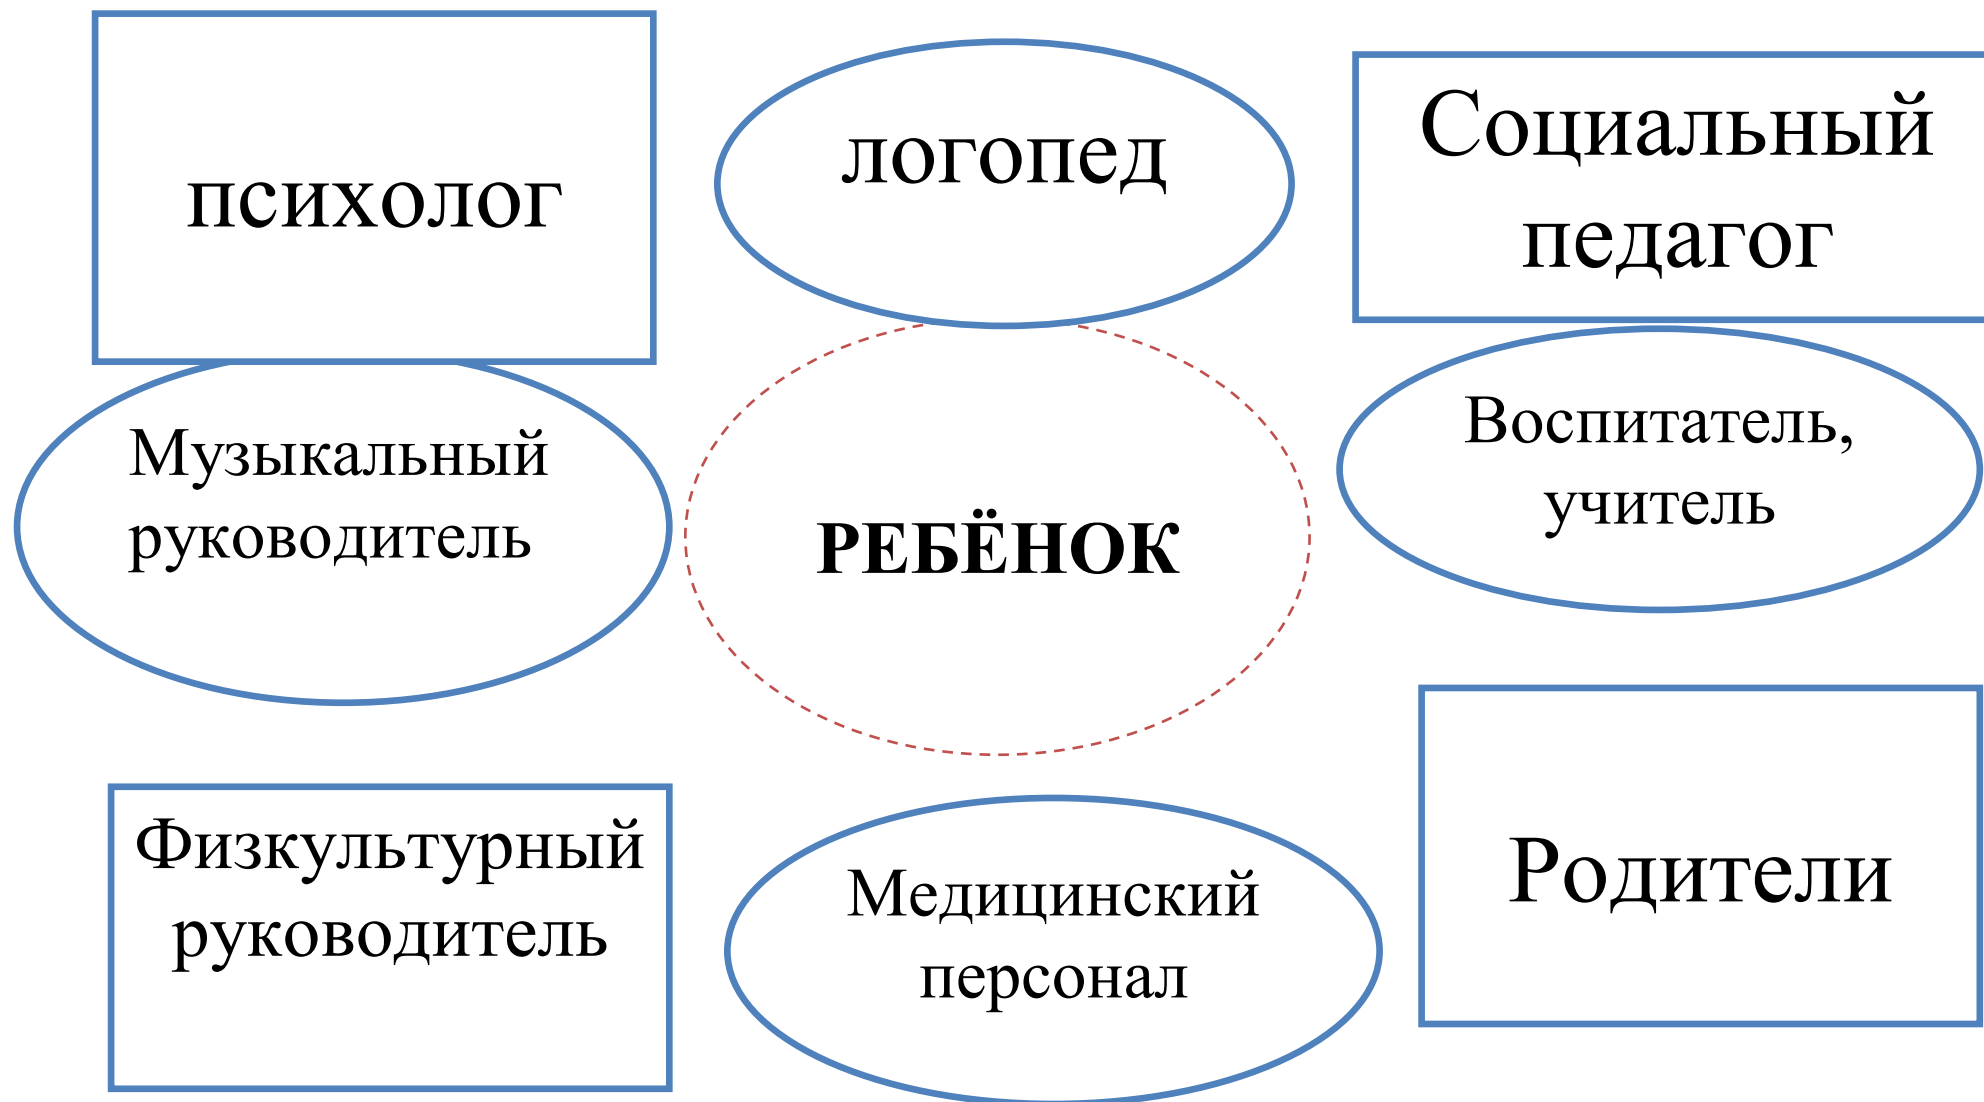 психолог
логопед
Социальный
педагог
Музыкальный
руководитель
РЕБЁНОК
Воспитатель,
учитель
Физкультурный
руководитель
Медицинский
персонал
Родители